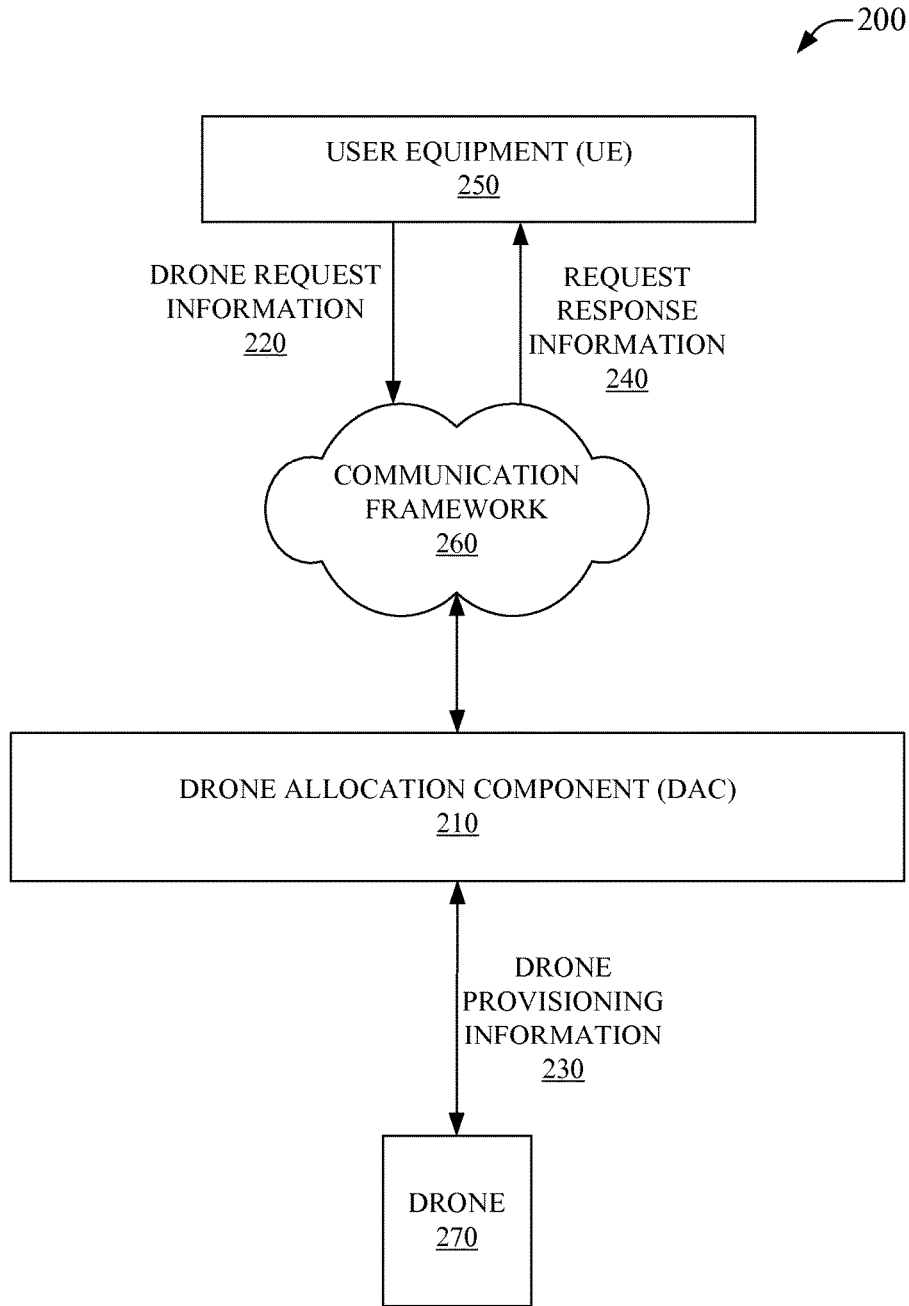 200
USER EQUIPMENT (UE)
250
DRONE REQUEST
INFORMATION
220
REQUEST
RESPONSE
INFORMATION
240
COMMUNICATION
FRAMEWORK
260
DRONE ALLOCATION COMPONENT (DAC)
210
DRONE
PROVISIONING
INFORMATION
230
DRONE
270